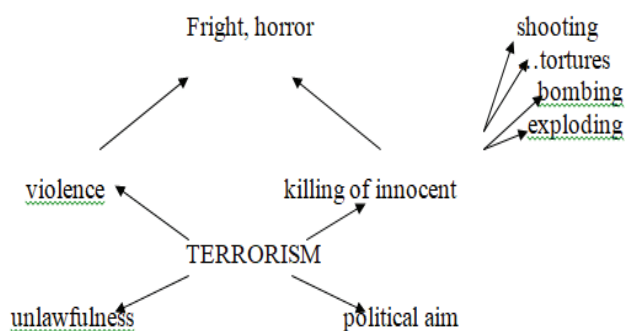 Fright, horror
shooting
..tortures
bombing
exploding
violence
killing of innocent
TERRORISM
unlawfulness
political aim